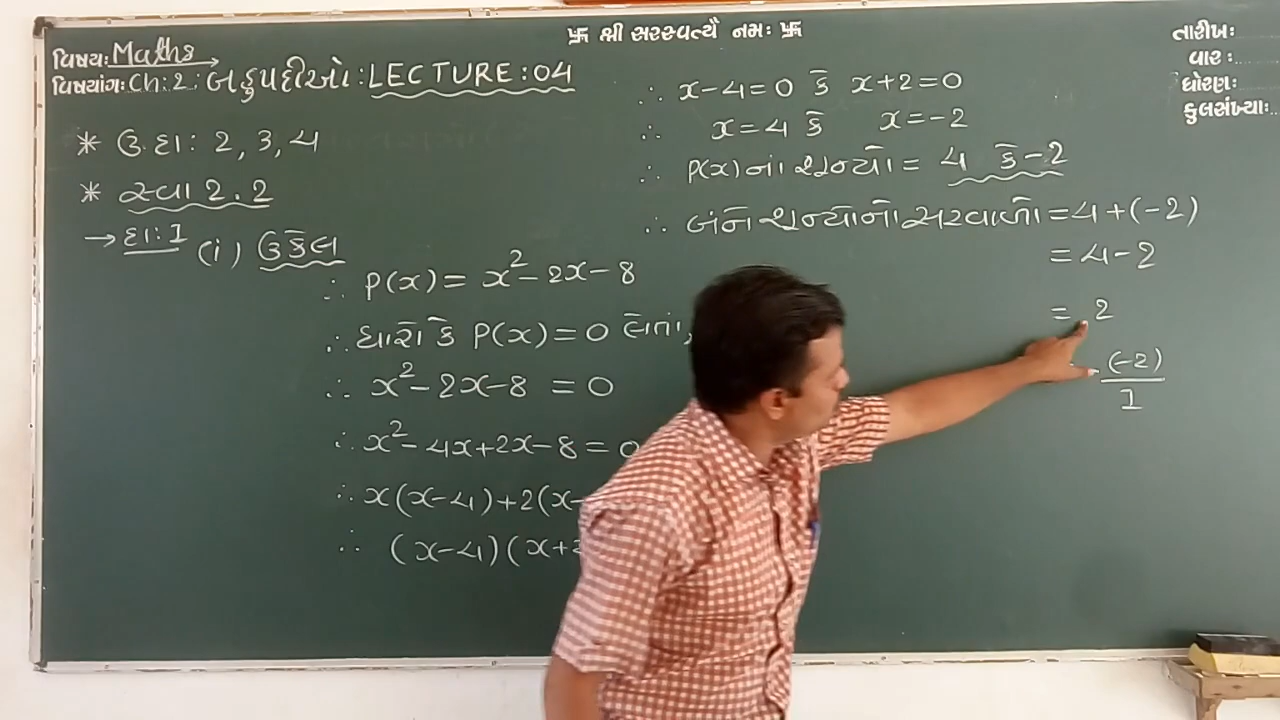 卐 શ્રી સરસ્વત્યૈ નમઃ 卐
વિષય: Maths
વિષયાંગ: Ch:2: બહુપદીઓ: LECTURE:04
તારીખઃ
વારઃ
ધોરણઃ
કુલસંખ્યાઃ
* ઉદા: 2, 3, 4
* સ્વા 2.2
→ દા:1 (i) ઉકેલ
∴ P(x) = x² - 2x - 8
∴ ધારો કે P(x) = 0 લેતાં,
∴ x² - 2x - 8 = 0
∴ x² - 4x + 2x - 8 = 0
∴ x(x-4)+2(x-
∴ (x-4)(x+2
∴ x-4=0 કે x+2=0
∴ x=4 કે x=-2
∴ P(x) નાં શૂન્યો = 4 કે -2
∴ બંને શૂન્યોનો સરવાળો = 4+(-2)
= 4-2
= 2
-(-2)/1